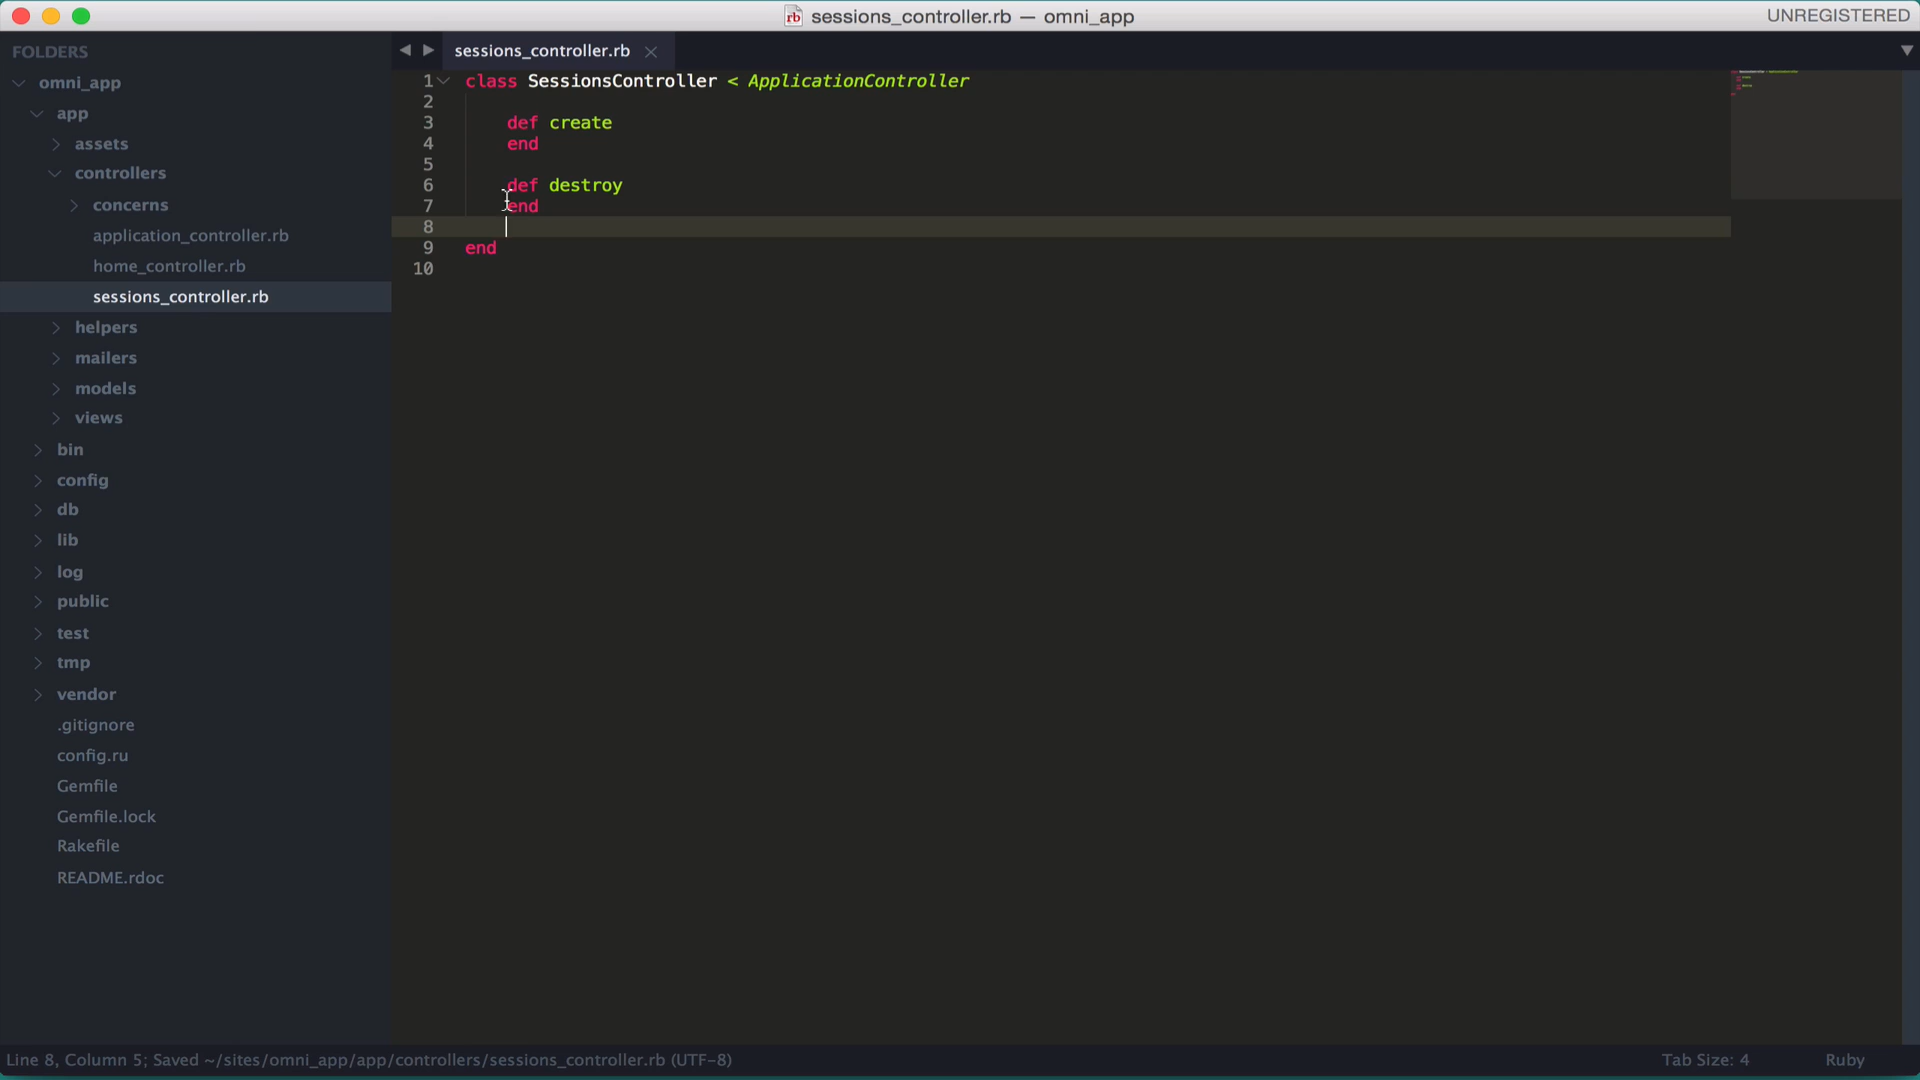 sessions_controller.rb — omni_app
UNREGISTERED
FOLDERS
omni_app
app
assets
controllers
concerns
application_controller.rb
home_controller.rb
sessions_controller.rb
helpers
mailers
models
views
bin
config
db
lib
log
public
test
tmp
vendor
.gitignore
config.ru
Gemfile
Gemfile.lock
Rakefile
README.rdoc
sessions_controller.rb
1 class SessionsController < ApplicationController
2
3 def create
4 end
5
6 def destroy
7 end
8
9 end
10
Line 8, Column 5; Saved ~/sites/omni_app/app/controllers/sessions_controller.rb (UTF-8)
Tab Size: 4
Ruby